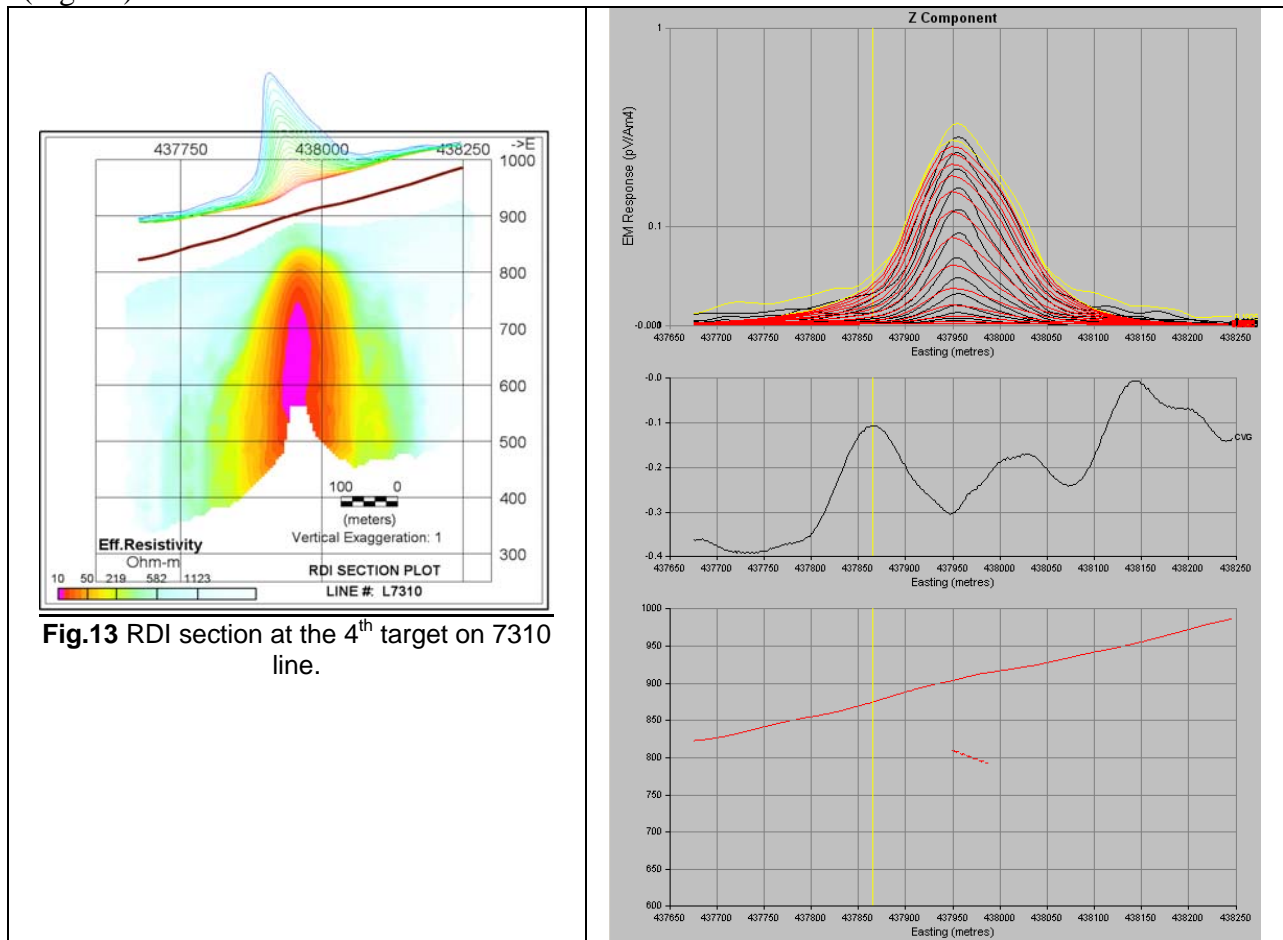 437750 438000 438250
->E
1000
900
800
700
600
500
400
300
100 0
(meters)
Vertical Exaggeration: 1
Eff.Resistivity
Ohm-m
10 50 219 582 1123
RDI SECTION PLOT
LINE #: L7310
Fig.13 RDI section at the 4th target on 7310
line.
Z Component
EM Response (pV/Am4)
1
0.1
-0.000
437650 437700 437750 437800 437850 437900 437950 438000 438050 438100 438150 438200 438250
Easting (metres)
-0.0
-0.1
-0.2
-0.3
-0.4
CVG
437650 437700 437750 437800 437850 437900 437950 438000 438050 438100 438150 438200 438250
Easting (metres)
1000
950
900
850
800
750
700
650
600
437650 437700 437750 437800 437850 437900 437950 438000 438050 438100 438150 438200 438250
Easting (metres)